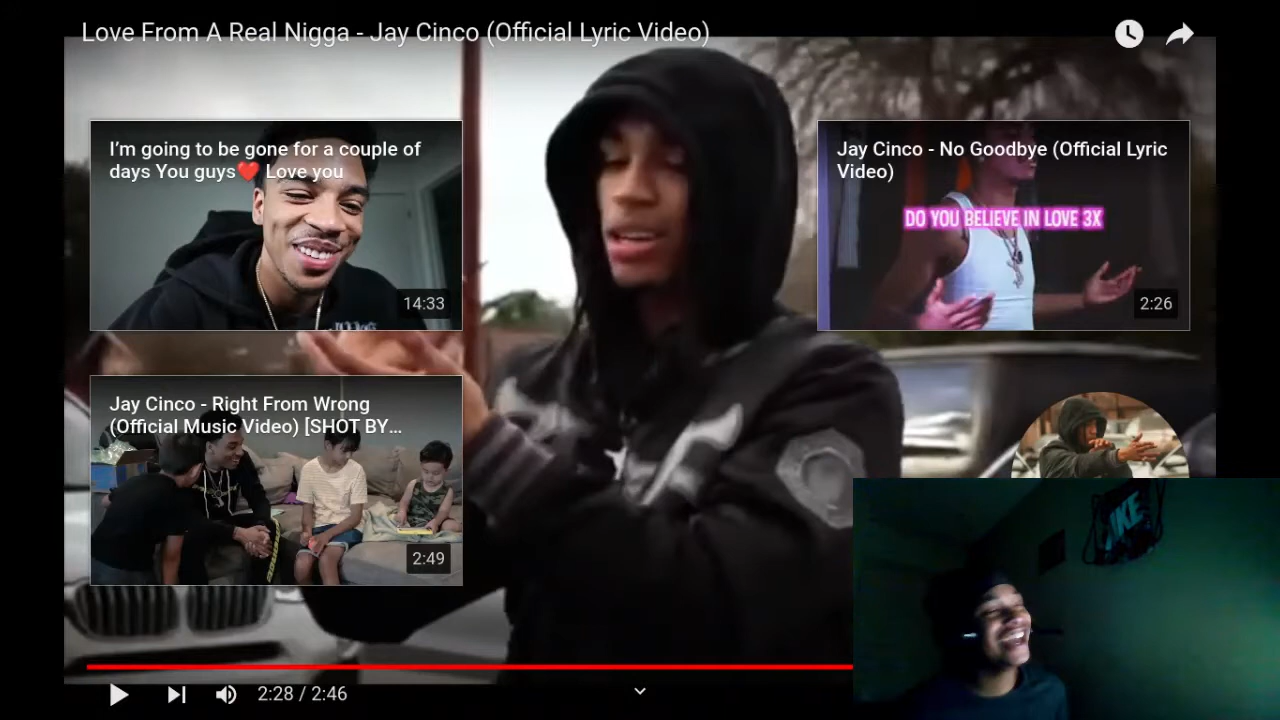 Love From A Real Nigga - Jay Cinco (Official Lyric Video)
I'm going to be gone for a couple of
days You guys❤️ Love you
14:33
Jay Cinco - No Goodbye (Official Lyric
Video)
DO YOU BELIEVE IN LOVE 3X
2:26
Jay Cinco - Right From Wrong
(Official Music Video) [SHOT BY…
2:49
NIKE
2:28 / 2:46